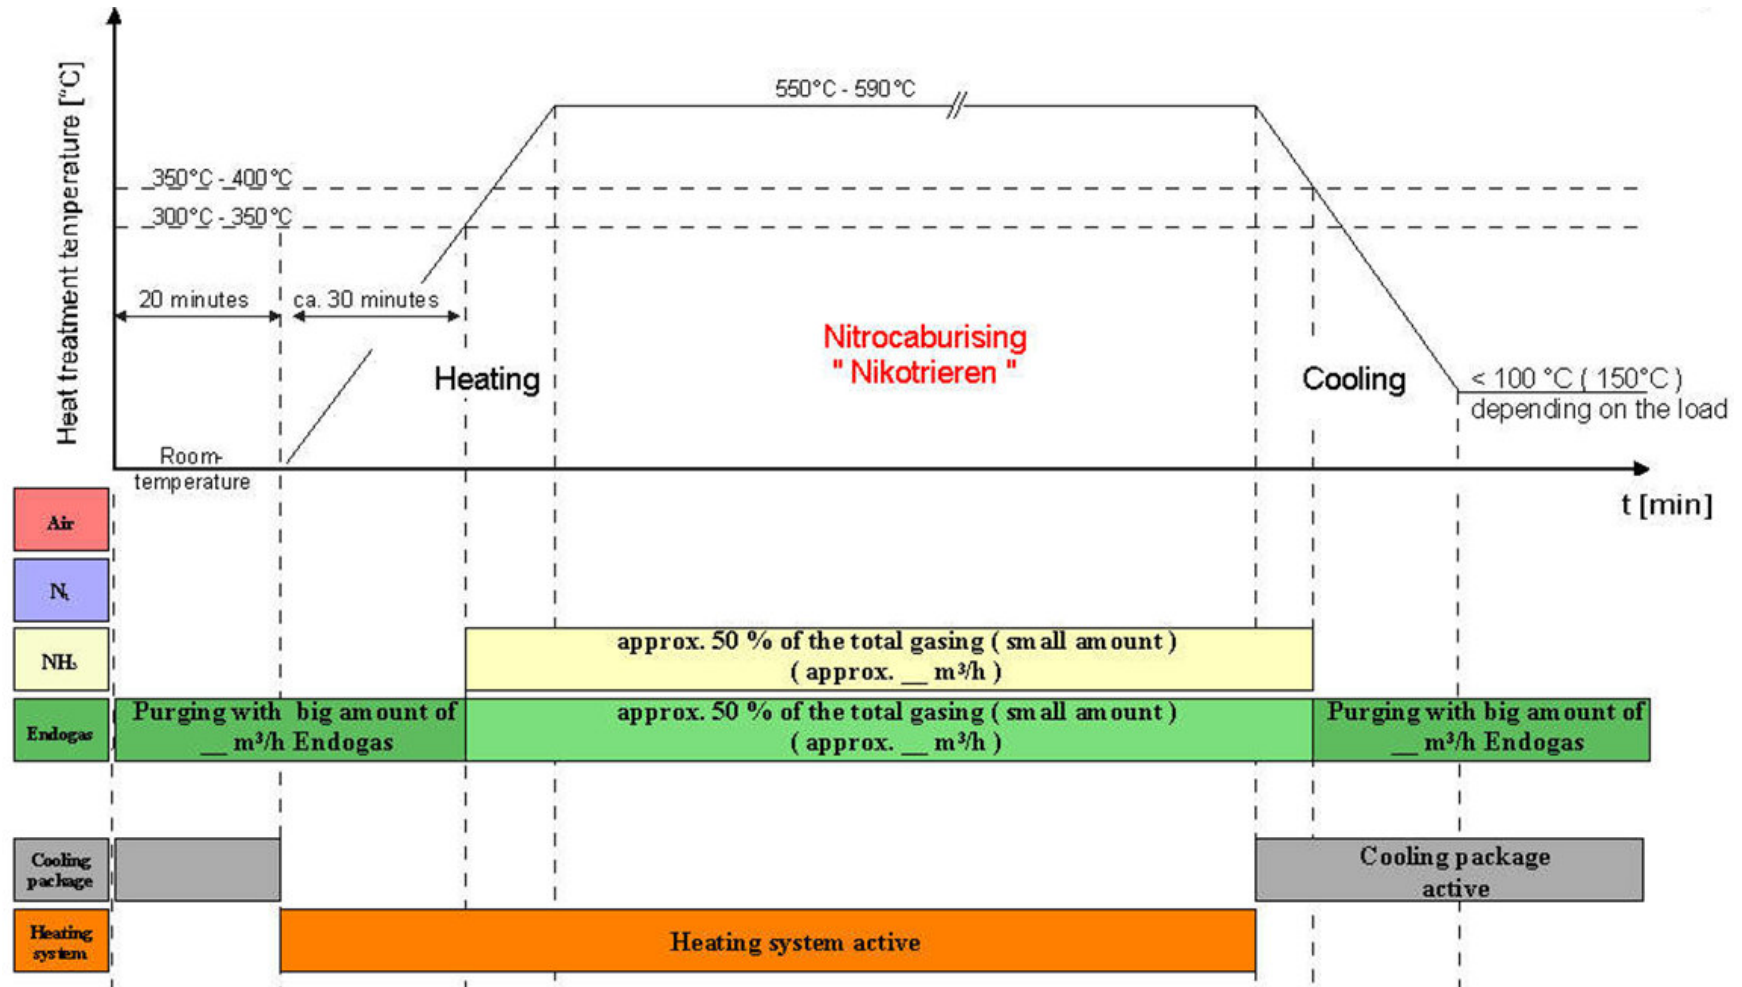 Heat treatment temperature [°C]
550°C - 590°C
350°C - 400°C
300°C - 350°C
20 minutes
ca. 30 minutes
Nitrocaburising
" Nikotrieren "
Heating
Cooling
< 100 °C ( 150°C )
depending on the load
Room-
temperature
t [min]
Air
NH₃
approx. 50 % of the total gasing ( small amount )
( approx. __ m³/h )
Endogas
Purging with big amount of
__ m³/h Endogas
approx. 50 % of the total gasing ( small amount )
( approx. __ m³/h )
Purging with big amount of
__ m³/h Endogas
Cooling
package
Cooling package
active
Heating
system
Heating system active